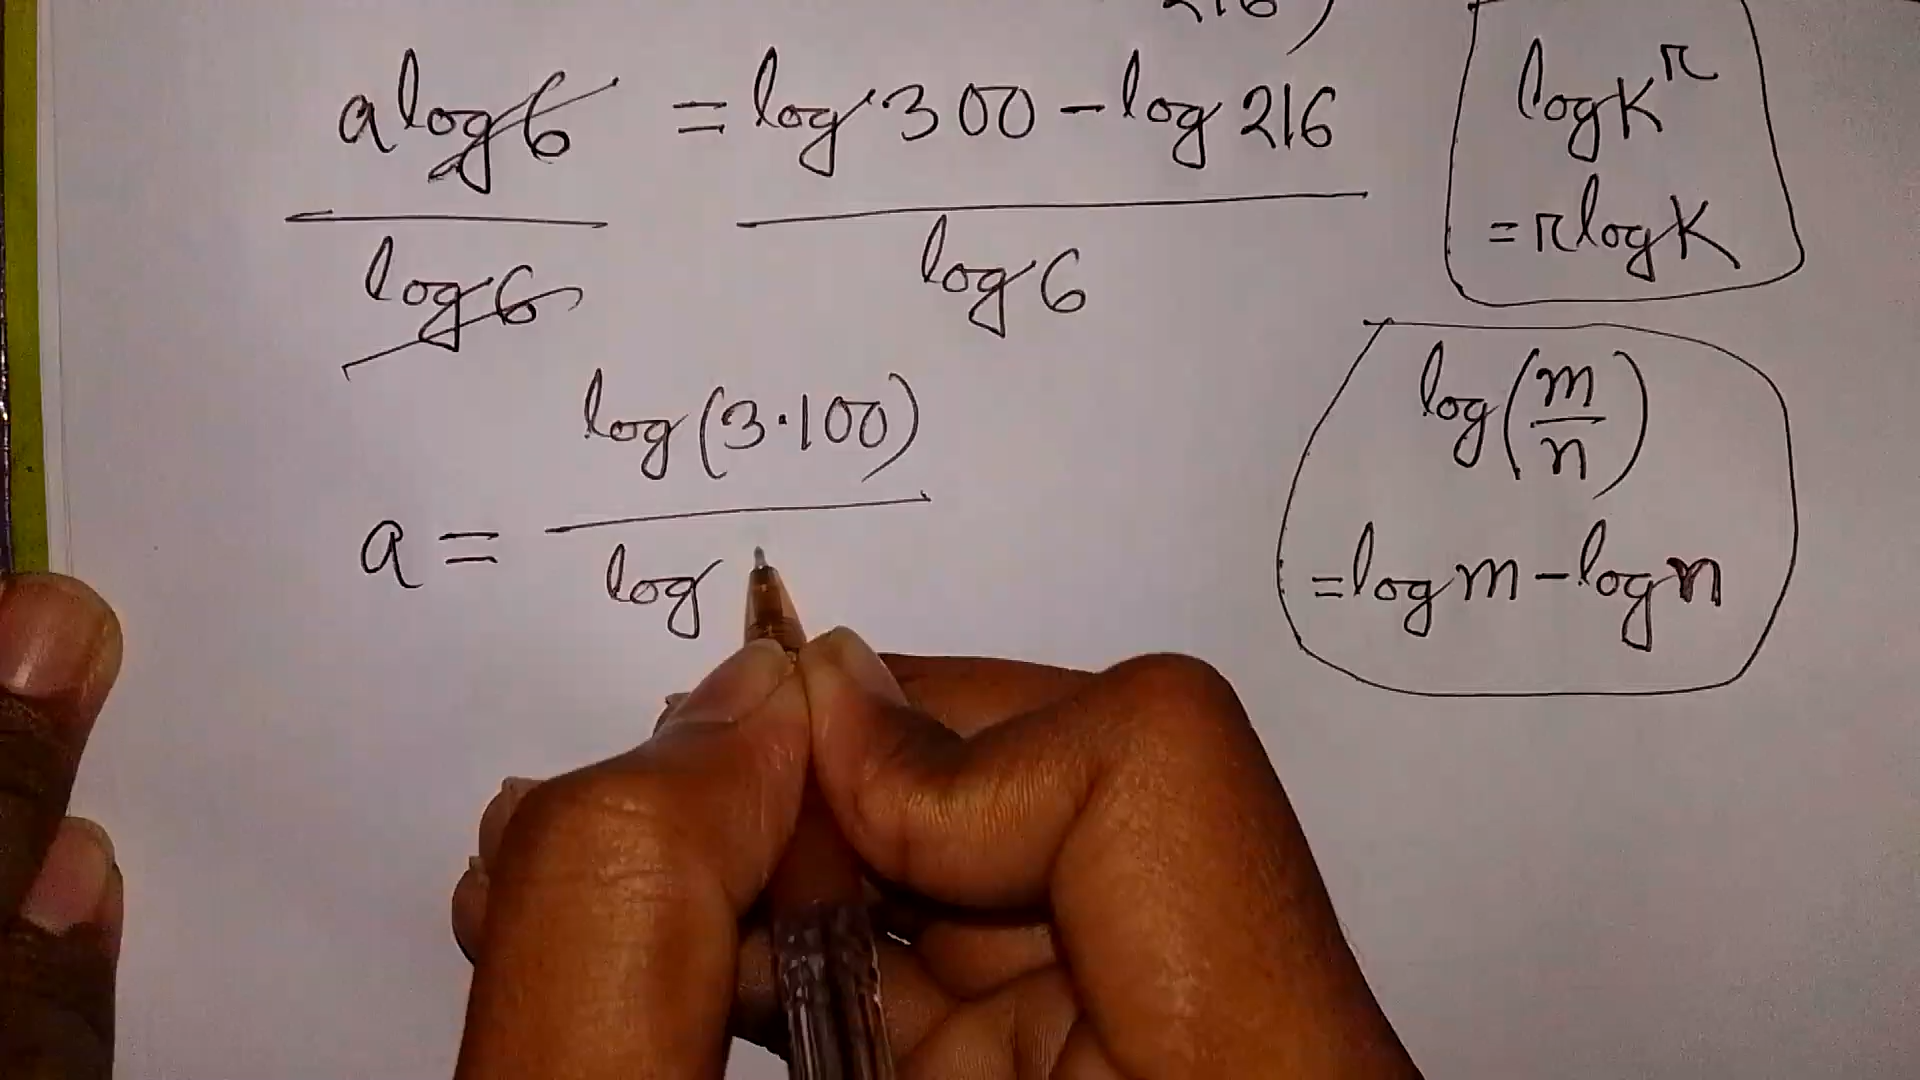 216)
a log 6 / log 6 = log 300 - log 216 / log 6
a = log (3·100) / log
log K^r
= r log K
log (m/n)
= log m - log n